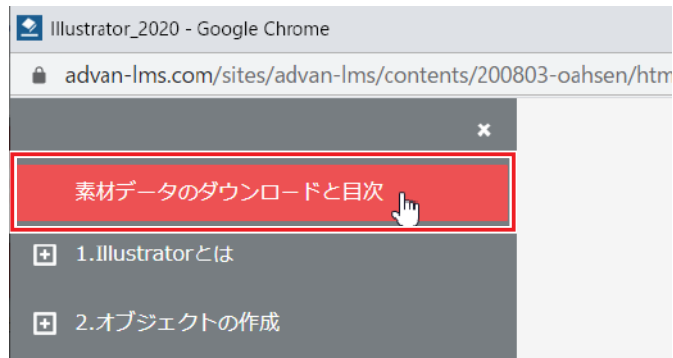 Illustrator_2020 - Google Chrome
advan-lms.com/sites/advan-lms/contents/200803-oahsen/htm
×
素材データのダウンロードと目次
1.Illustratorとは
2.オブジェクトの作成